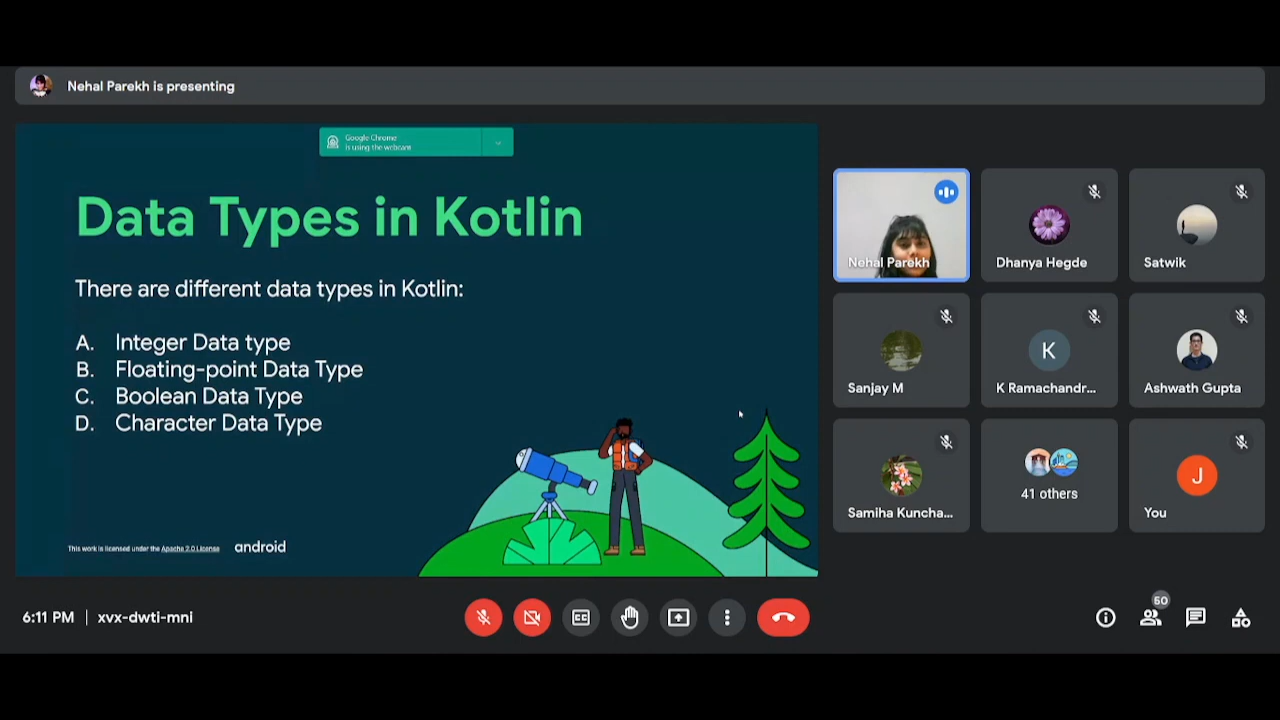 Nehal Parekh is presenting
Google Chrome
is using the webcam
Data Types in Kotlin
There are different data types in Kotlin:
A. Integer Data type
B. Floating-point Data Type
C. Boolean Data Type
D. Character Data Type
This work is licensed under the Apache 2.0 License
android
Nehal Parekh
Dhanya Hegde
Satwik
Sanjay M
K
K Ramachandr...
Ashwath Gupta
Samiha Kuncha...
41 others
J
You
6:11 PM | xvx-dwti-mni
CC
50